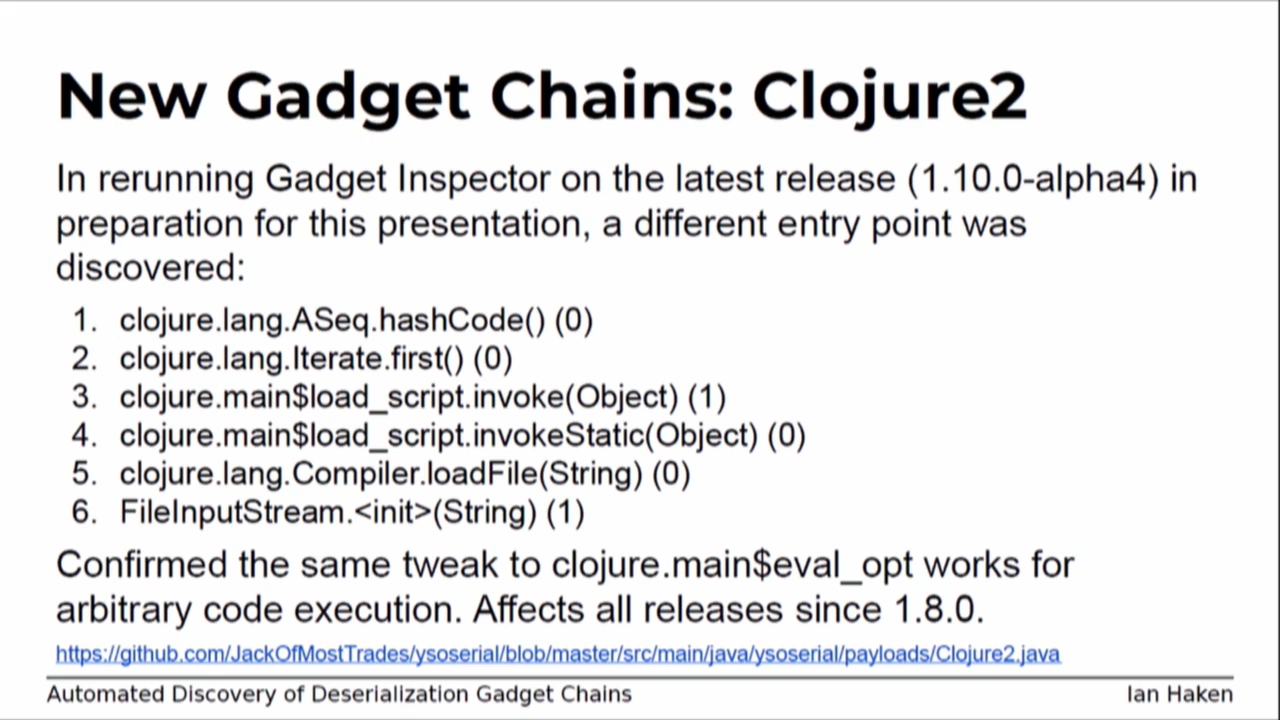 New Gadget Chains: Clojure2
In rerunning Gadget Inspector on the latest release (1.10.0-alpha4) in
preparation for this presentation, a different entry point was
discovered:
1. clojure.lang.ASeq.hashCode() (0)
2. clojure.lang.Iterate.first() (0)
3. clojure.main$load_script.invoke(Object) (1)
4. clojure.main$load_script.invokeStatic(Object) (0)
5. clojure.lang.Compiler.loadFile(String) (0)
6. FileInputStream.<init>(String) (1)
Confirmed the same tweak to clojure.main$eval_opt works for
arbitrary code execution. Affects all releases since 1.8.0.
https://github.com/JackOfMostTrades/ysoserial/blob/master/src/main/java/ysoserial/payloads/Clojure2.java
Automated Discovery of Deserialization Gadget Chains
Ian Haken